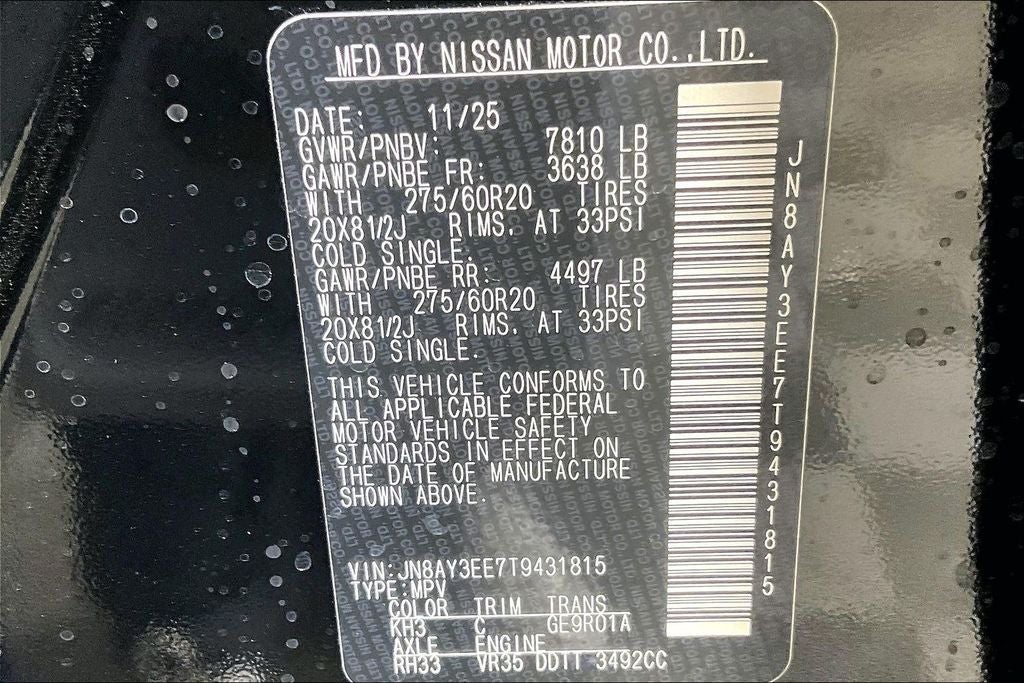 MFD BY NISSAN MOTOR CO.,LTD.
DATE: 11/25
GVWR/PNBV: 7810 LB
GAWR/PNBE FR: 3638 LB
WITH 275/60R20 TIRES
20X81/2J RIMS. AT 33PSI
COLD SINGLE.
GAWR/PNBE RR: 4497 LB
WITH 275/60R20 TIRES
20X81/2J RIMS. AT 33PSI
COLD SINGLE.
THIS VEHICLE CONFORMS TO
ALL APPLICABLE FEDERAL
MOTOR VEHICLE SAFETY
STANDARDS IN EFFECT ON
THE DATE OF MANUFACTURE
SHOWN ABOVE.
VIN: JN8AY3EE7T9431815
TYPE: MPV
COLOR TRIM TRANS
KH3 C GE9R01A
AXLE ENGINE
RH33 VR35 DDTT 3492CC
JN8AY3EE7T9431815